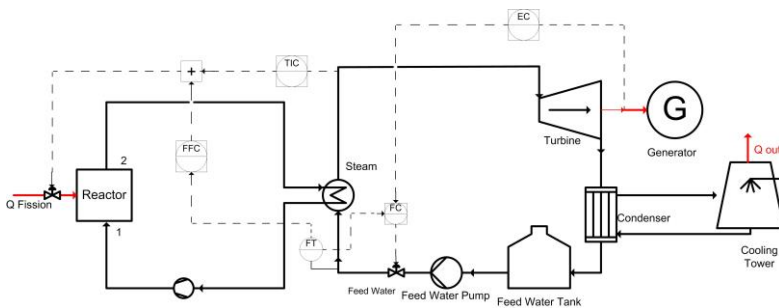 EC
TIC
+
FFC
Steam
Turbine
G
Generator
Q out
2
Reactor
Q Fission
1
FT
FC
Condenser
Cooling
Tower
Feed Water
Feed Water Pump
Feed Water Tank